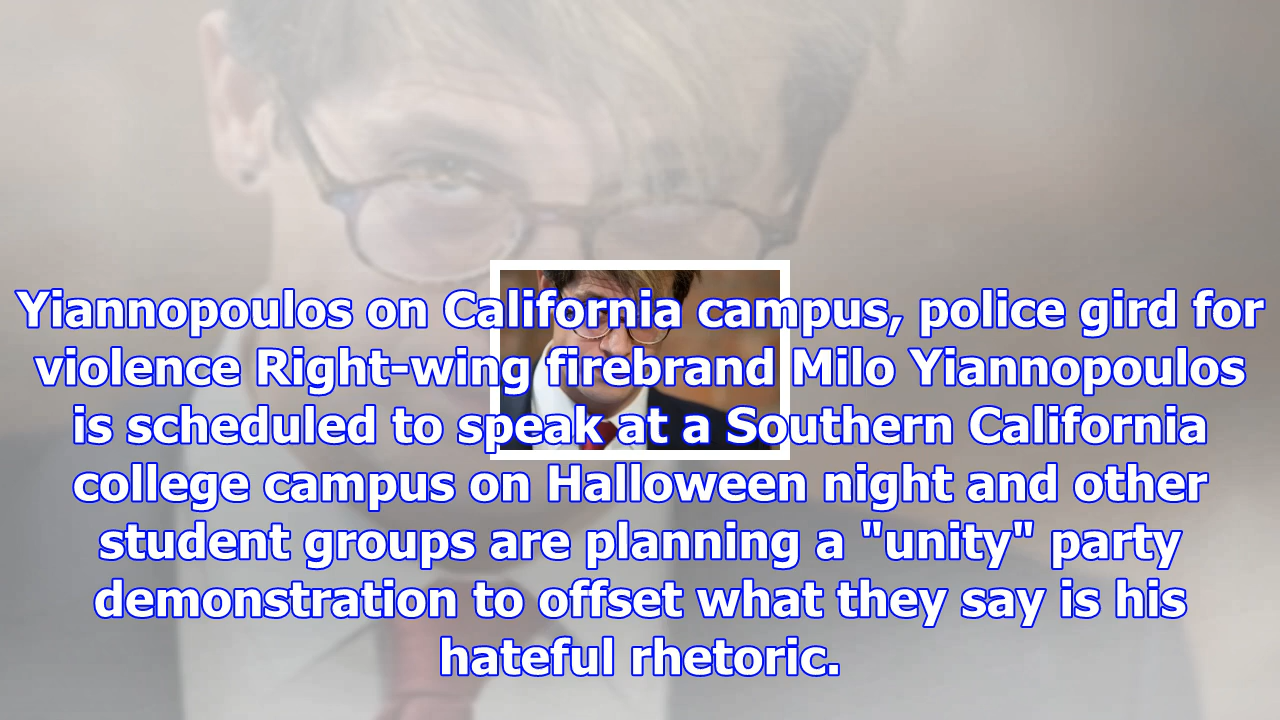 Yiannopoulos on California campus, police gird for
violence Right-wing firebrand Milo Yiannopoulos
is scheduled to speak at a Southern California
college campus on Halloween night and other
student groups are planning a "unity" party
demonstration to offset what they say is his
hateful rhetoric.